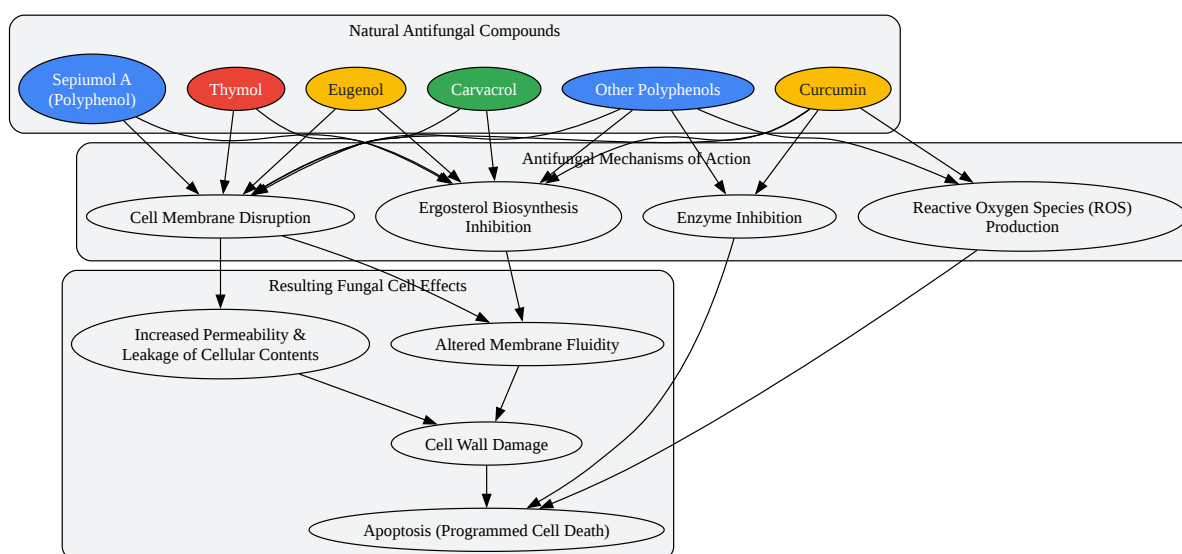 Natural Antifungal Compounds
Sepiumol A
(Polyphenol)
Thymol
Eugenol
Carvacrol
Other Polyphenols
Curcumin
Antifungal Mechanisms of Action
Cell Membrane Disruption
Ergosterol Biosynthesis
Inhibition
Enzyme Inhibition
Reactive Oxygen Species (ROS)
Production
Resulting Fungal Cell Effects
Increased Permeability &
Leakage of Cellular Contents
Altered Membrane Fluidity
Cell Wall Damage
Apoptosis (Programmed Cell Death)